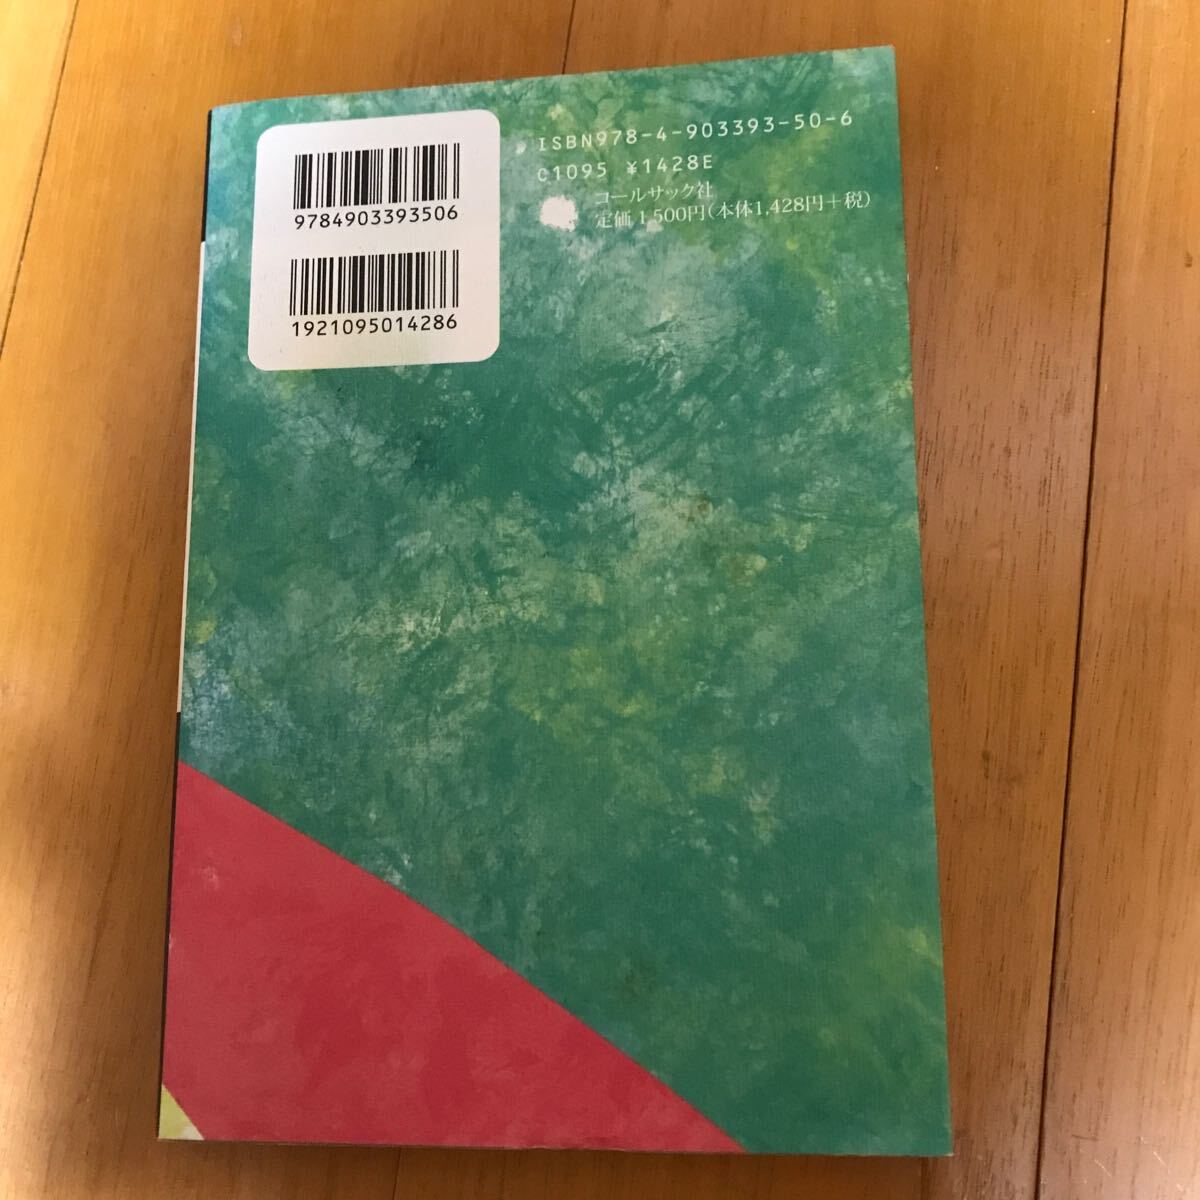 9784903393506
1921095014286
ISBN978-4-903393-50-6
C1095 ¥1428E
コールサック社
定価 1,500円(本体1,428円+税)